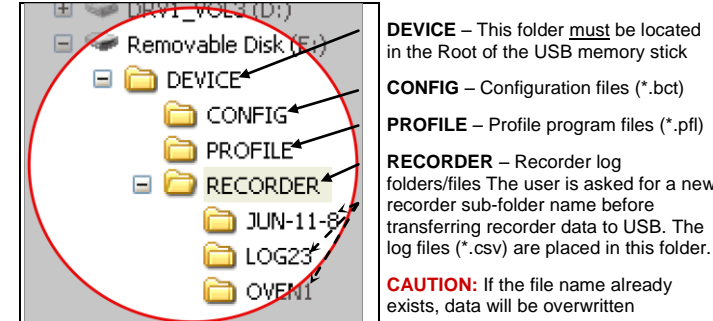 DRV1_VOL3 (D:)
Removable Disk (E:)
DEVICE
CONFIG
PROFILE
RECORDER
JUN-11-8
LOG23
OVEN1
DEVICE – This folder must be located
in the Root of the USB memory stick
CONFIG – Configuration files (*.bct)
PROFILE – Profile program files (*.pfl)
RECORDER – Recorder log
folders/files The user is asked for a new
recorder sub-folder name before
transferring recorder data to USB. The
log files (*.csv) are placed in this folder.
CAUTION: If the file name already
exists, data will be overwritten